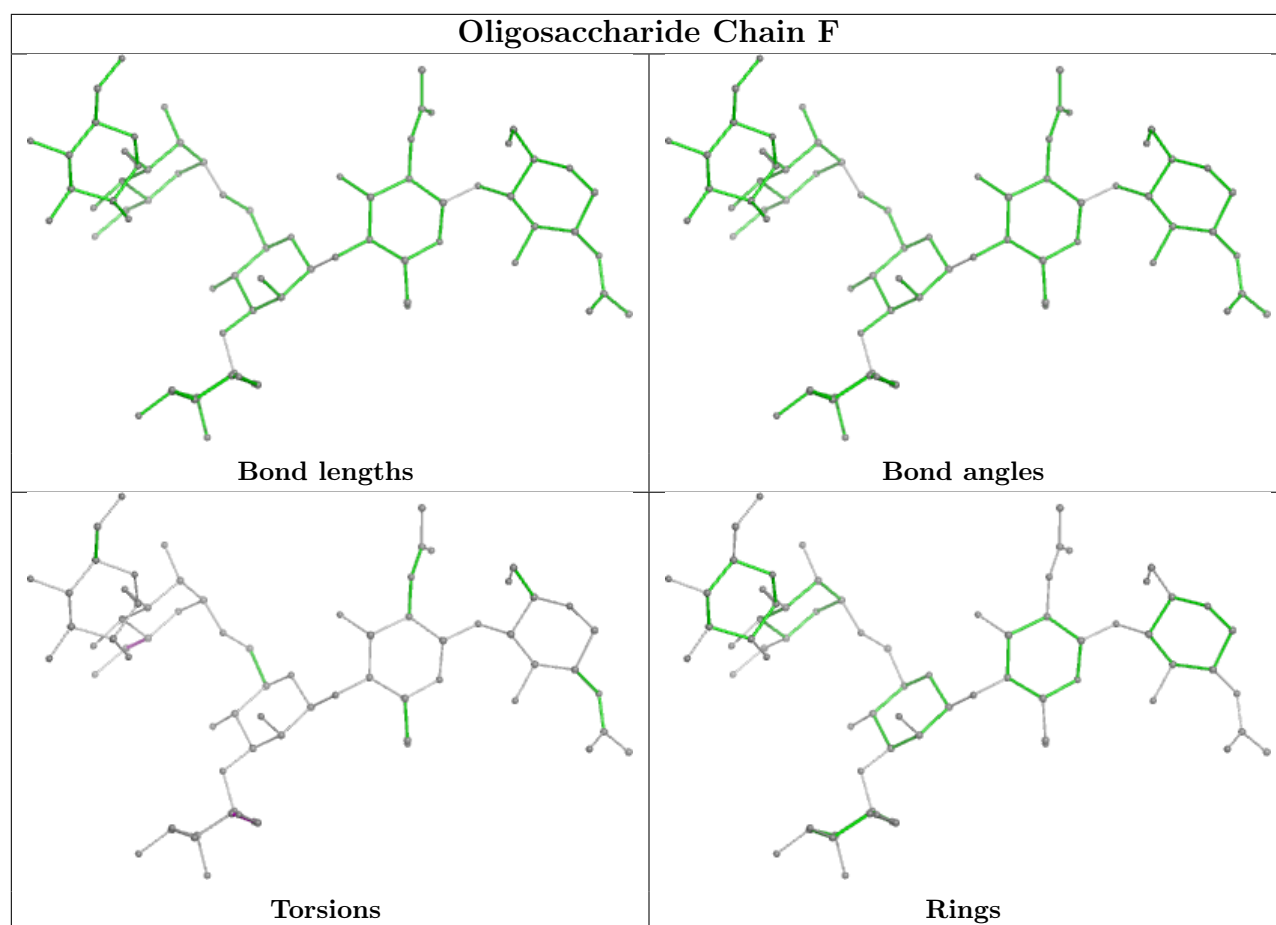 Oligosaccharide Chain F
Bond lengths
Bond angles
Torsions
Rings